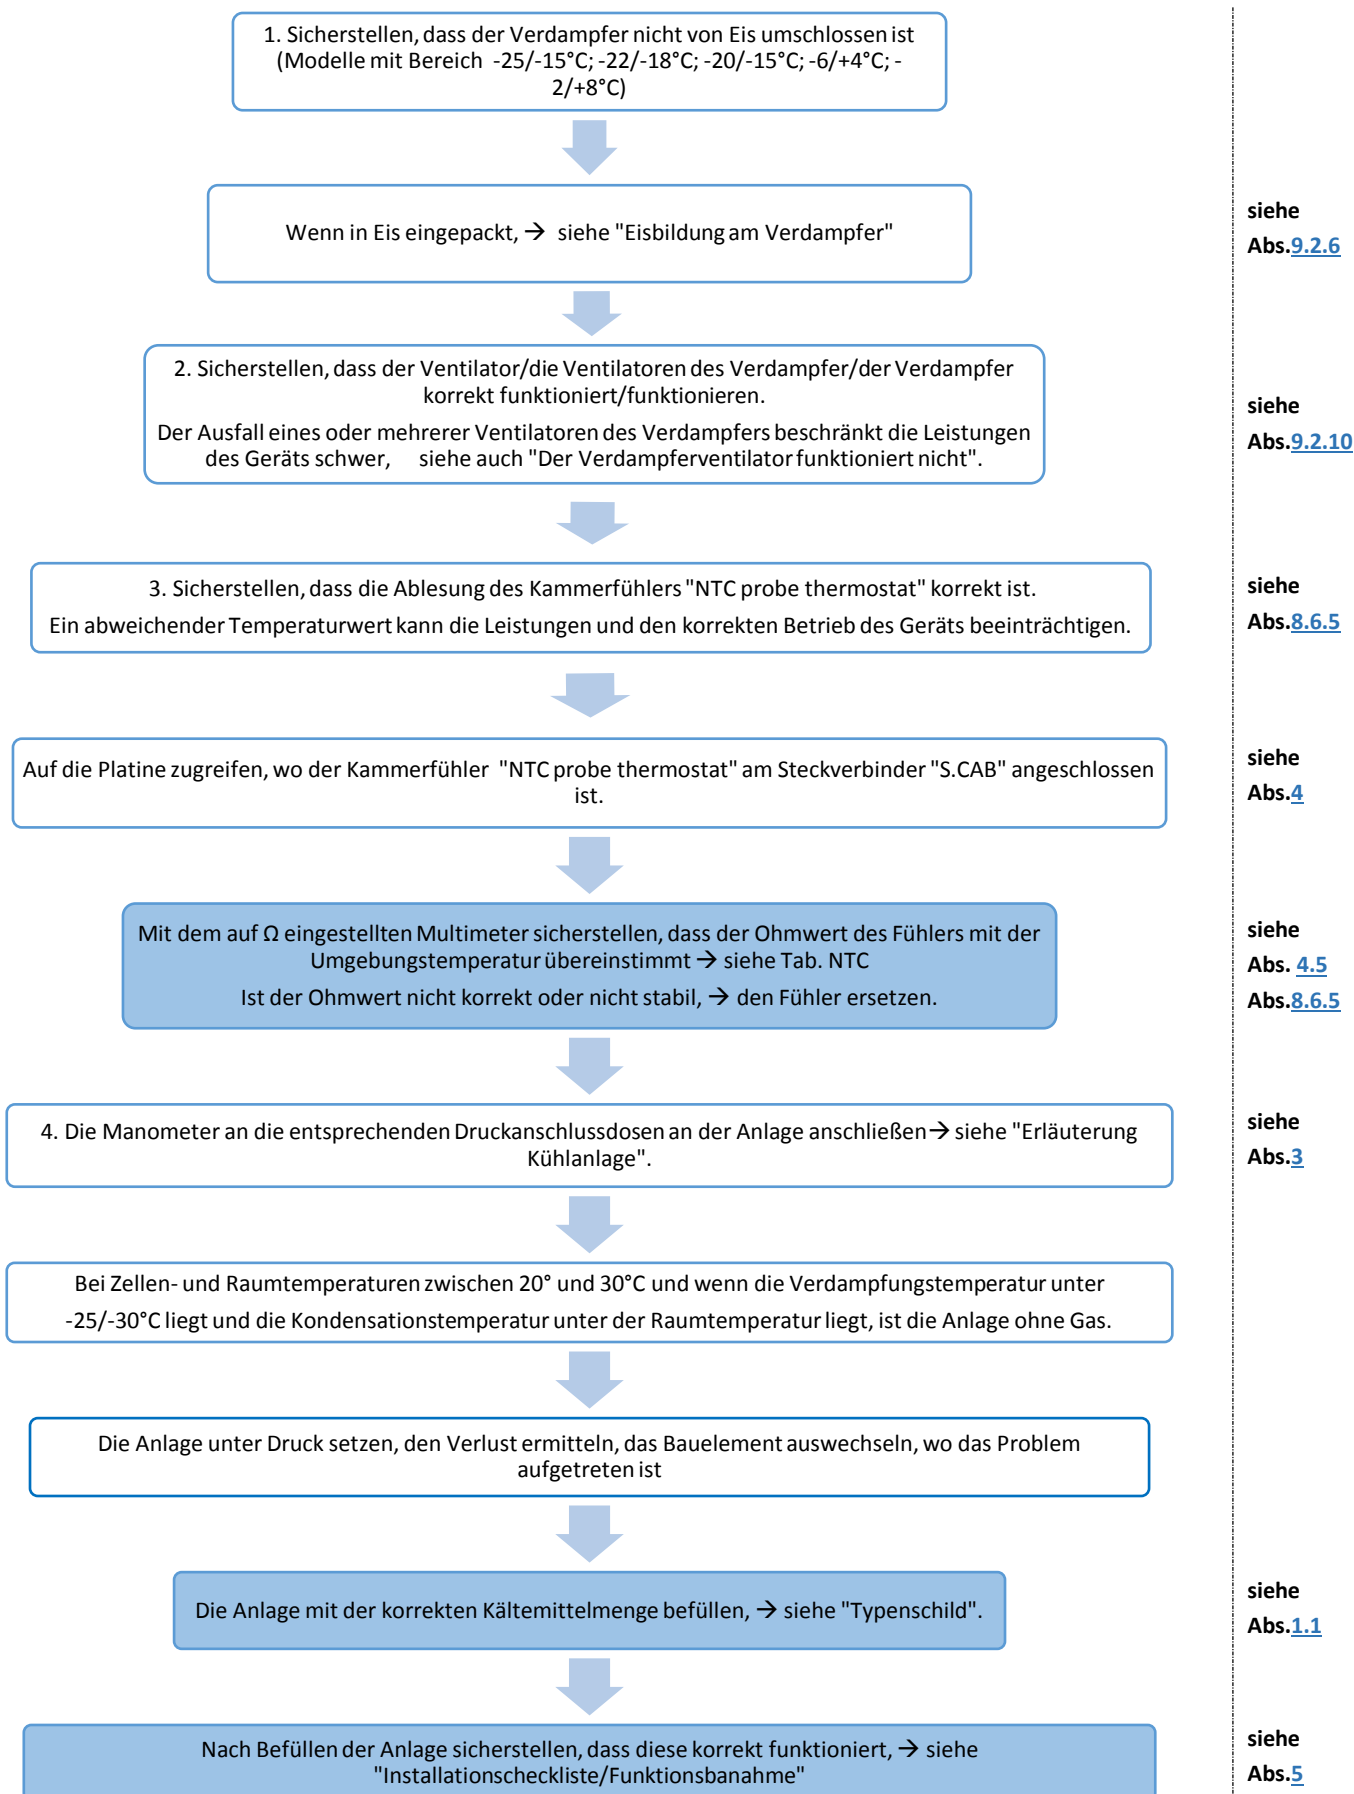 1. Sicherstellen, dass der Verdampfer nicht von Eis umschlossen ist
(Modelle mit Bereich -25/-15°C; -22/-18°C; -20/-15°C; -6/+4°C; -
2/+8°C)
Wenn in Eis eingepackt, → siehe "Eisbildung am Verdampfer"
siehe
Abs.9.2.6
2. Sicherstellen, dass der Ventilator/die Ventilatoren des Verdampfer/der Verdampfer
korrekt funktioniert/funktionieren.
Der Ausfall eines oder mehrerer Ventilatoren des Verdampfers beschränkt die Leistungen
des Geräts schwer, siehe auch "Der Verdampferventilator funktioniert nicht".
siehe
Abs.9.2.10
3. Sicherstellen, dass die Ablesung des Kammerfühlers "NTC probe thermostat" korrekt ist.
Ein abweichender Temperaturwert kann die Leistungen und den korrekten Betrieb des Geräts beeinträchtigen.
siehe
Abs.8.6.5
Auf die Platine zugreifen, wo der Kammerfühler "NTC probe thermostat" am Steckverbinder "S.CAB" angeschlossen
ist.
siehe
Abs.4
Mit dem auf Ω eingestellten Multimeter sicherstellen, dass der Ohmwert des Fühlers mit der
Umgebungstemperatur übereinstimmt → siehe Tab. NTC
Ist der Ohmwert nicht korrekt oder nicht stabil, → den Fühler ersetzen.
siehe
Abs. 4.5
Abs.8.6.5
4. Die Manometer an die entsprechenden Druckanschlussdosen an der Anlage anschließen→ siehe "Erläuterung
Kühlanlage".
siehe
Abs.3
Bei Zellen- und Raumtemperaturen zwischen 20° und 30°C und wenn die Verdampfungstemperatur unter
-25/-30°C liegt und die Kondensationstemperatur unter der Raumtemperatur liegt, ist die Anlage ohne Gas.
Die Anlage unter Druck setzen, den Verlust ermitteln, das Bauelement auswechseln, wo das Problem
aufgetreten ist
Die Anlage mit der korrekten Kältemittelmenge befüllen, → siehe "Typenschild".
siehe
Abs.1.1
Nach Befüllen der Anlage sicherstellen, dass diese korrekt funktioniert, → siehe
"Installationscheckliste/Funktionsbanahme"
siehe
Abs.5